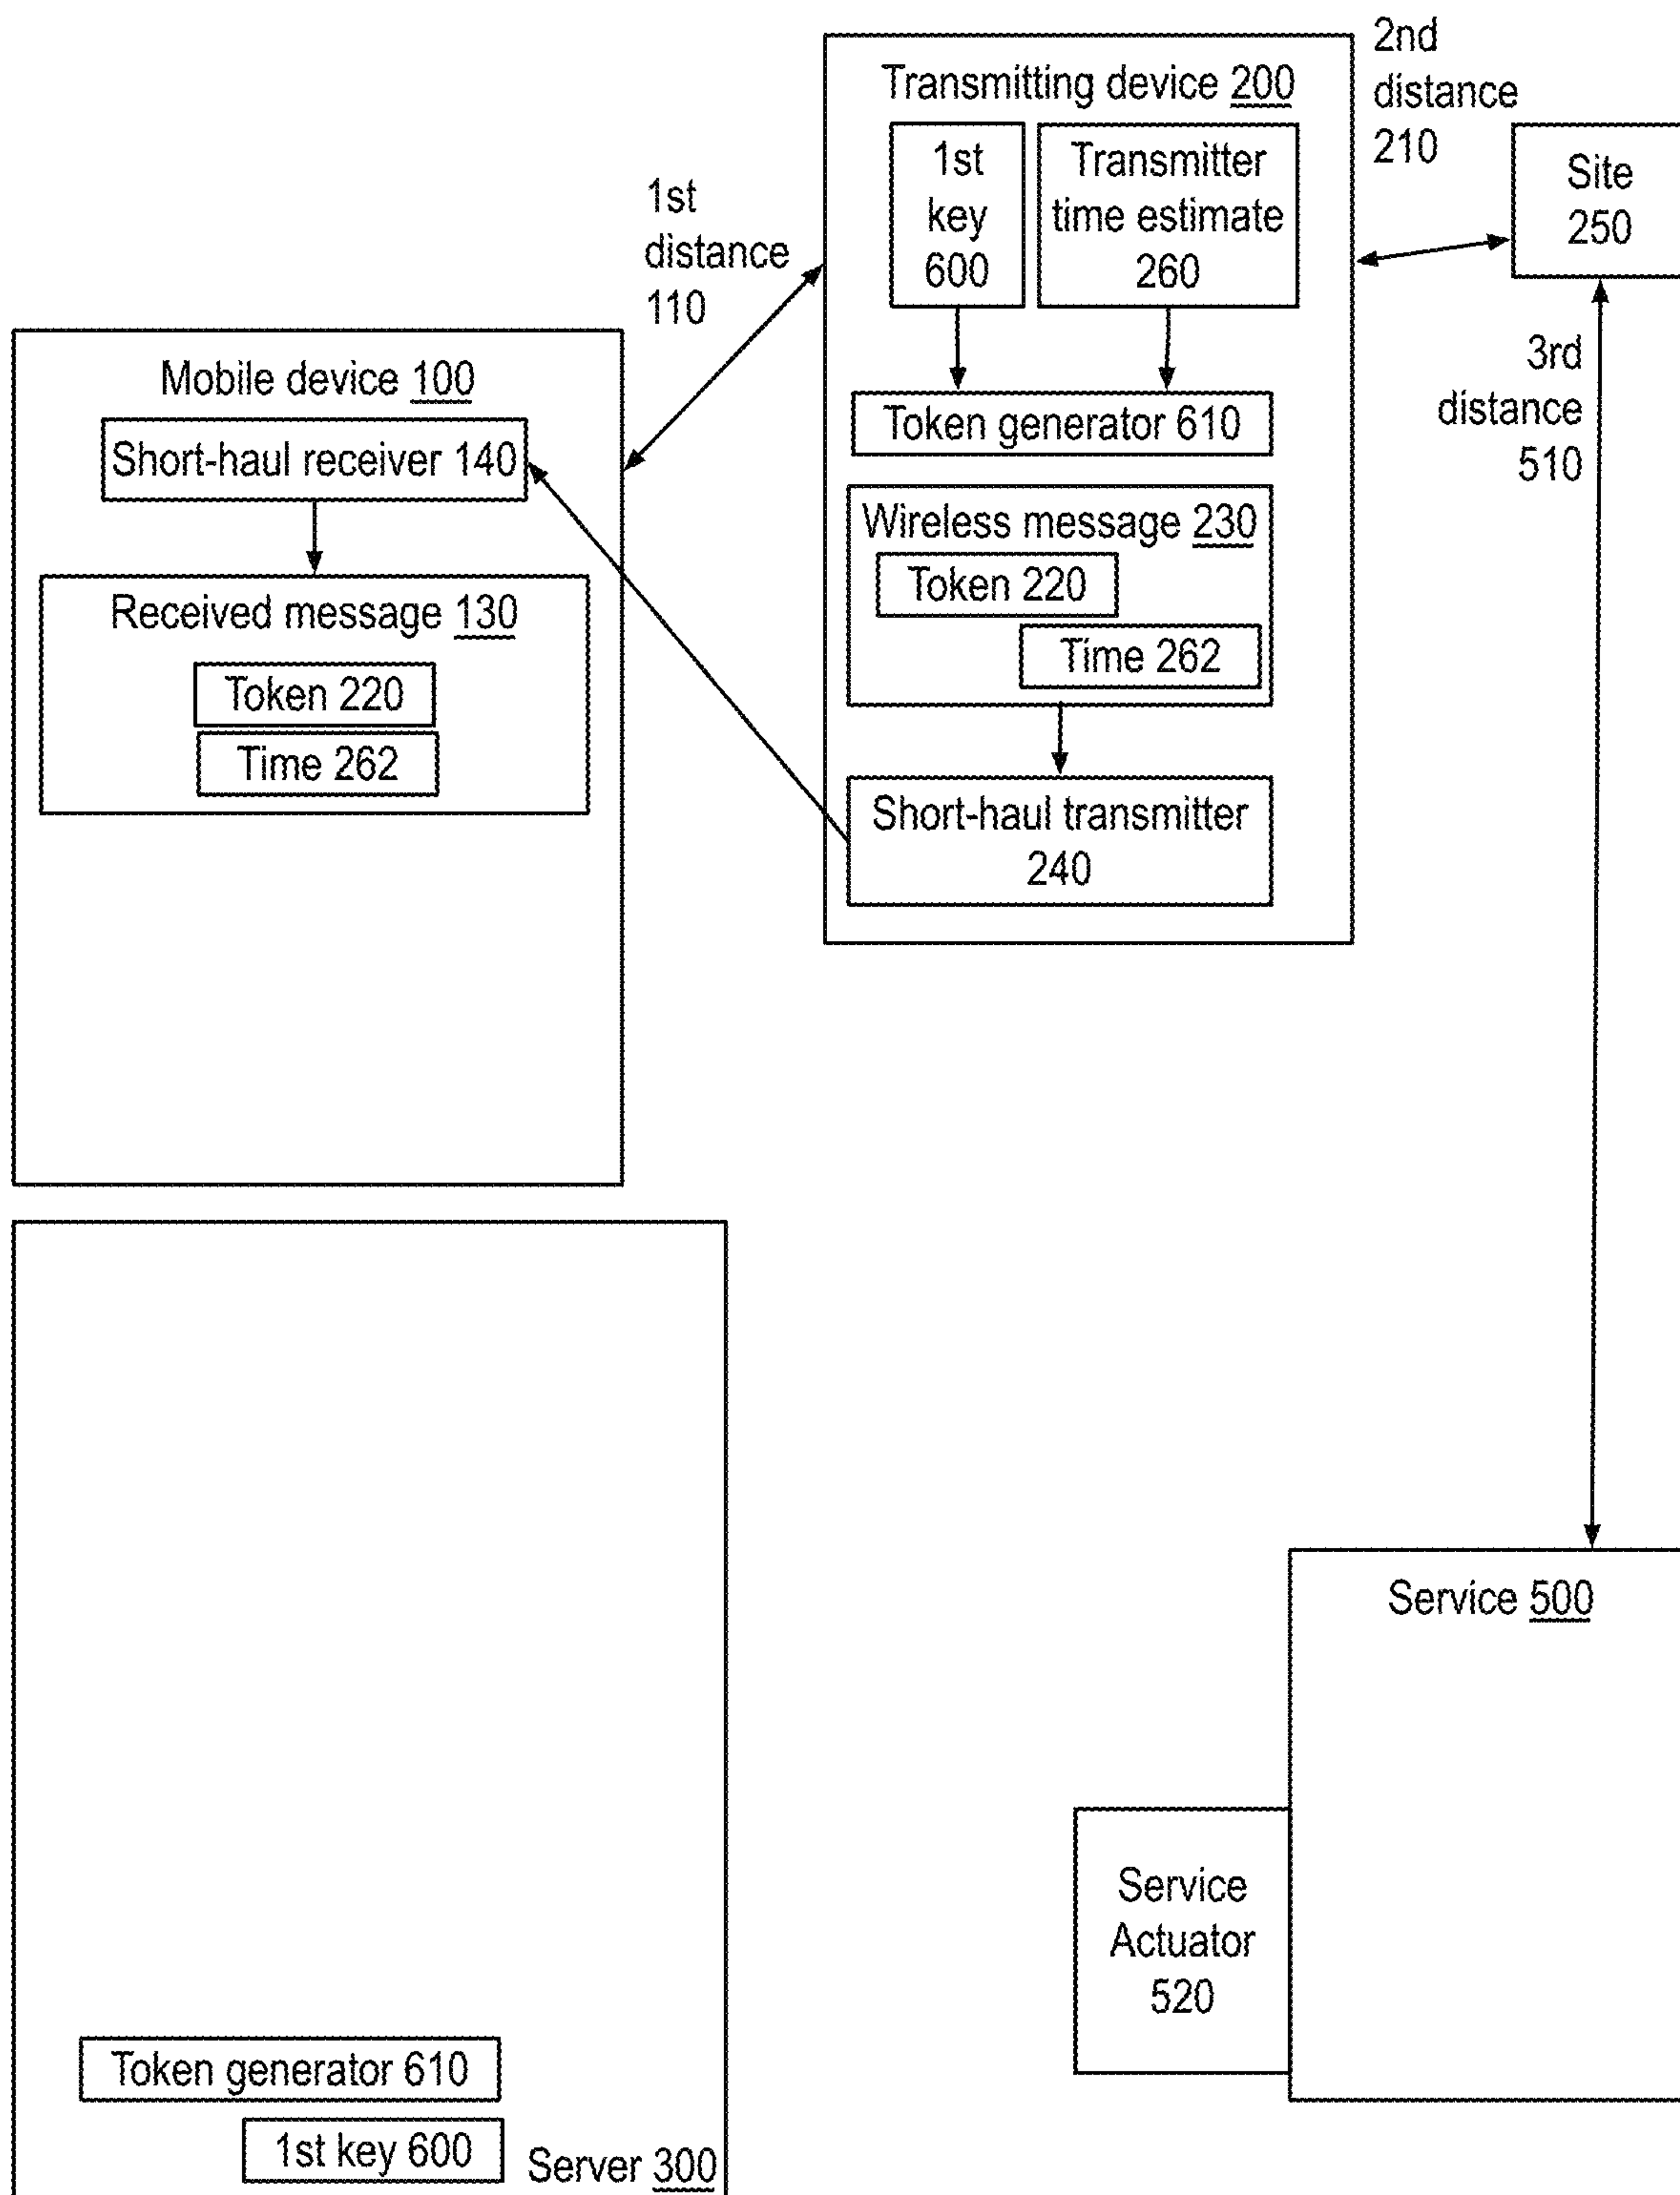 2nd
distance
210
Transmitting device 200
1st
key
600
Transmitter
time estimate
260
Site
250
1st
distance
110
3rd
distance
510
Mobile device 100
Short-haul receiver 140
Token generator 610
Wireless message 230
Token 220
Time 262
Received message 130
Token 220
Time 262
Short-haul transmitter
240
Service 500
Service
Actuator
520
Token generator 610
1st key 600
Server 300